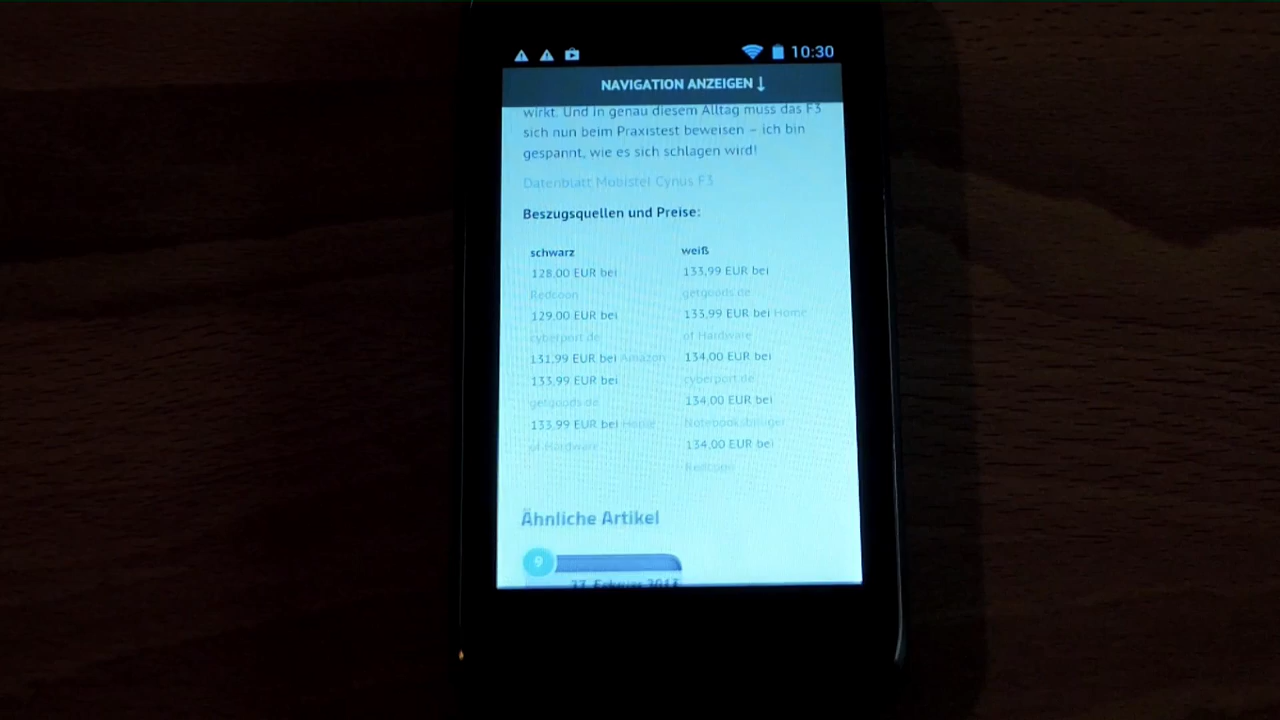 10:30
NAVIGATION ANZEIGEN ↓
wirkt. Und in genau diesem Alltag muss das F3
sich nun beim Praxistest beweisen – ich bin
gespannt, wie es sich schlagen wird!
Datenblatt Mobistel Cynus F3
Beszugsquellen und Preise:
schwarz
128,00 EUR bei
Redcoon
129,00 EUR bei
cyberport.de
131,99 EUR bei Amazon
133,99 EUR bei
getgoods.de
133,99 EUR bei Home
of Hardware
weiß
133,99 EUR bei
getgoods.de
133,99 EUR bei Home
of Hardware
134,00 EUR bei
cyberport.de
134,00 EUR bei
Notebooksbilliger
134,00 EUR bei
Redcoon
Ähnliche Artikel
9